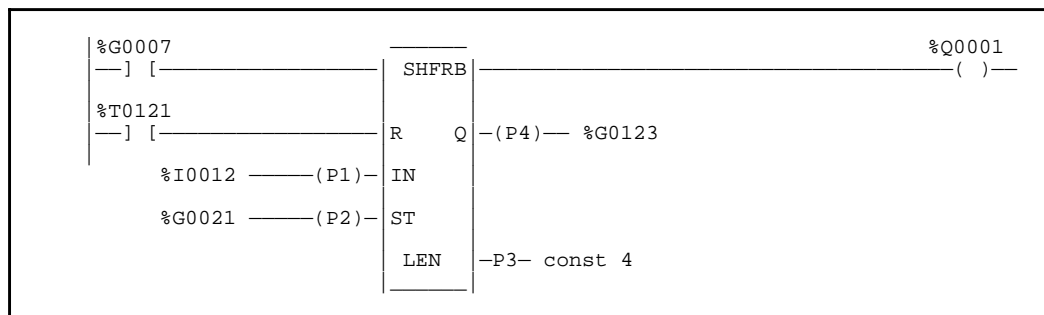 %G0007 %Q0001
] [ SHFRB ( )
%T0121
] [ R Q (P4) %G0123
%I0012 (P1) IN
%G0021 (P2) ST
LEN P3 const 4